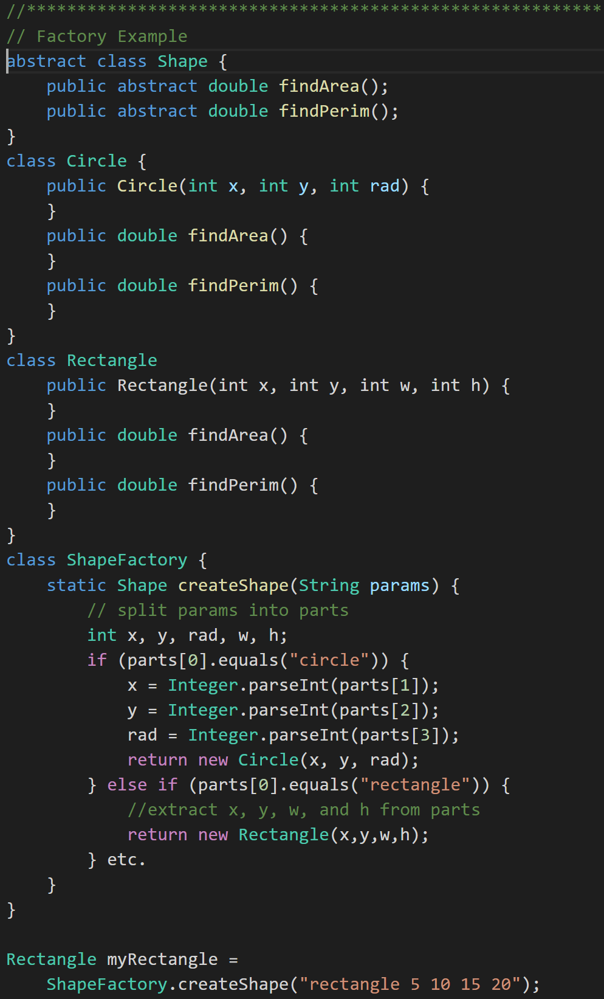 //*********************************************************
// Factory Example
abstract class Shape {
    public abstract double findArea();
    public abstract double findPerim();
}
class Circle {
    public Circle(int x, int y, int rad) {
    }
    public double findArea() {
    }
    public double findPerim() {
    }
}
class Rectangle
    public Rectangle(int x, int y, int w, int h) {
    }
    public double findArea() {
    }
    public double findPerim() {
    }
}
class ShapeFactory {
    static Shape createShape(String params) {
        // split params into parts
        int x, y, rad, w, h;
        if (parts[0].equals("circle")) {
            x = Integer.parseInt(parts[1]);
            y = Integer.parseInt(parts[2]);
            rad = Integer.parseInt(parts[3]);
            return new Circle(x, y, rad);
        } else if (parts[0].equals("rectangle")) {
            //extract x, y, w, and h from parts
            return new Rectangle(x,y,w,h);
        } etc.
    }
}

Rectangle myRectangle =
    ShapeFactory.createShape("rectangle 5 10 15 20");